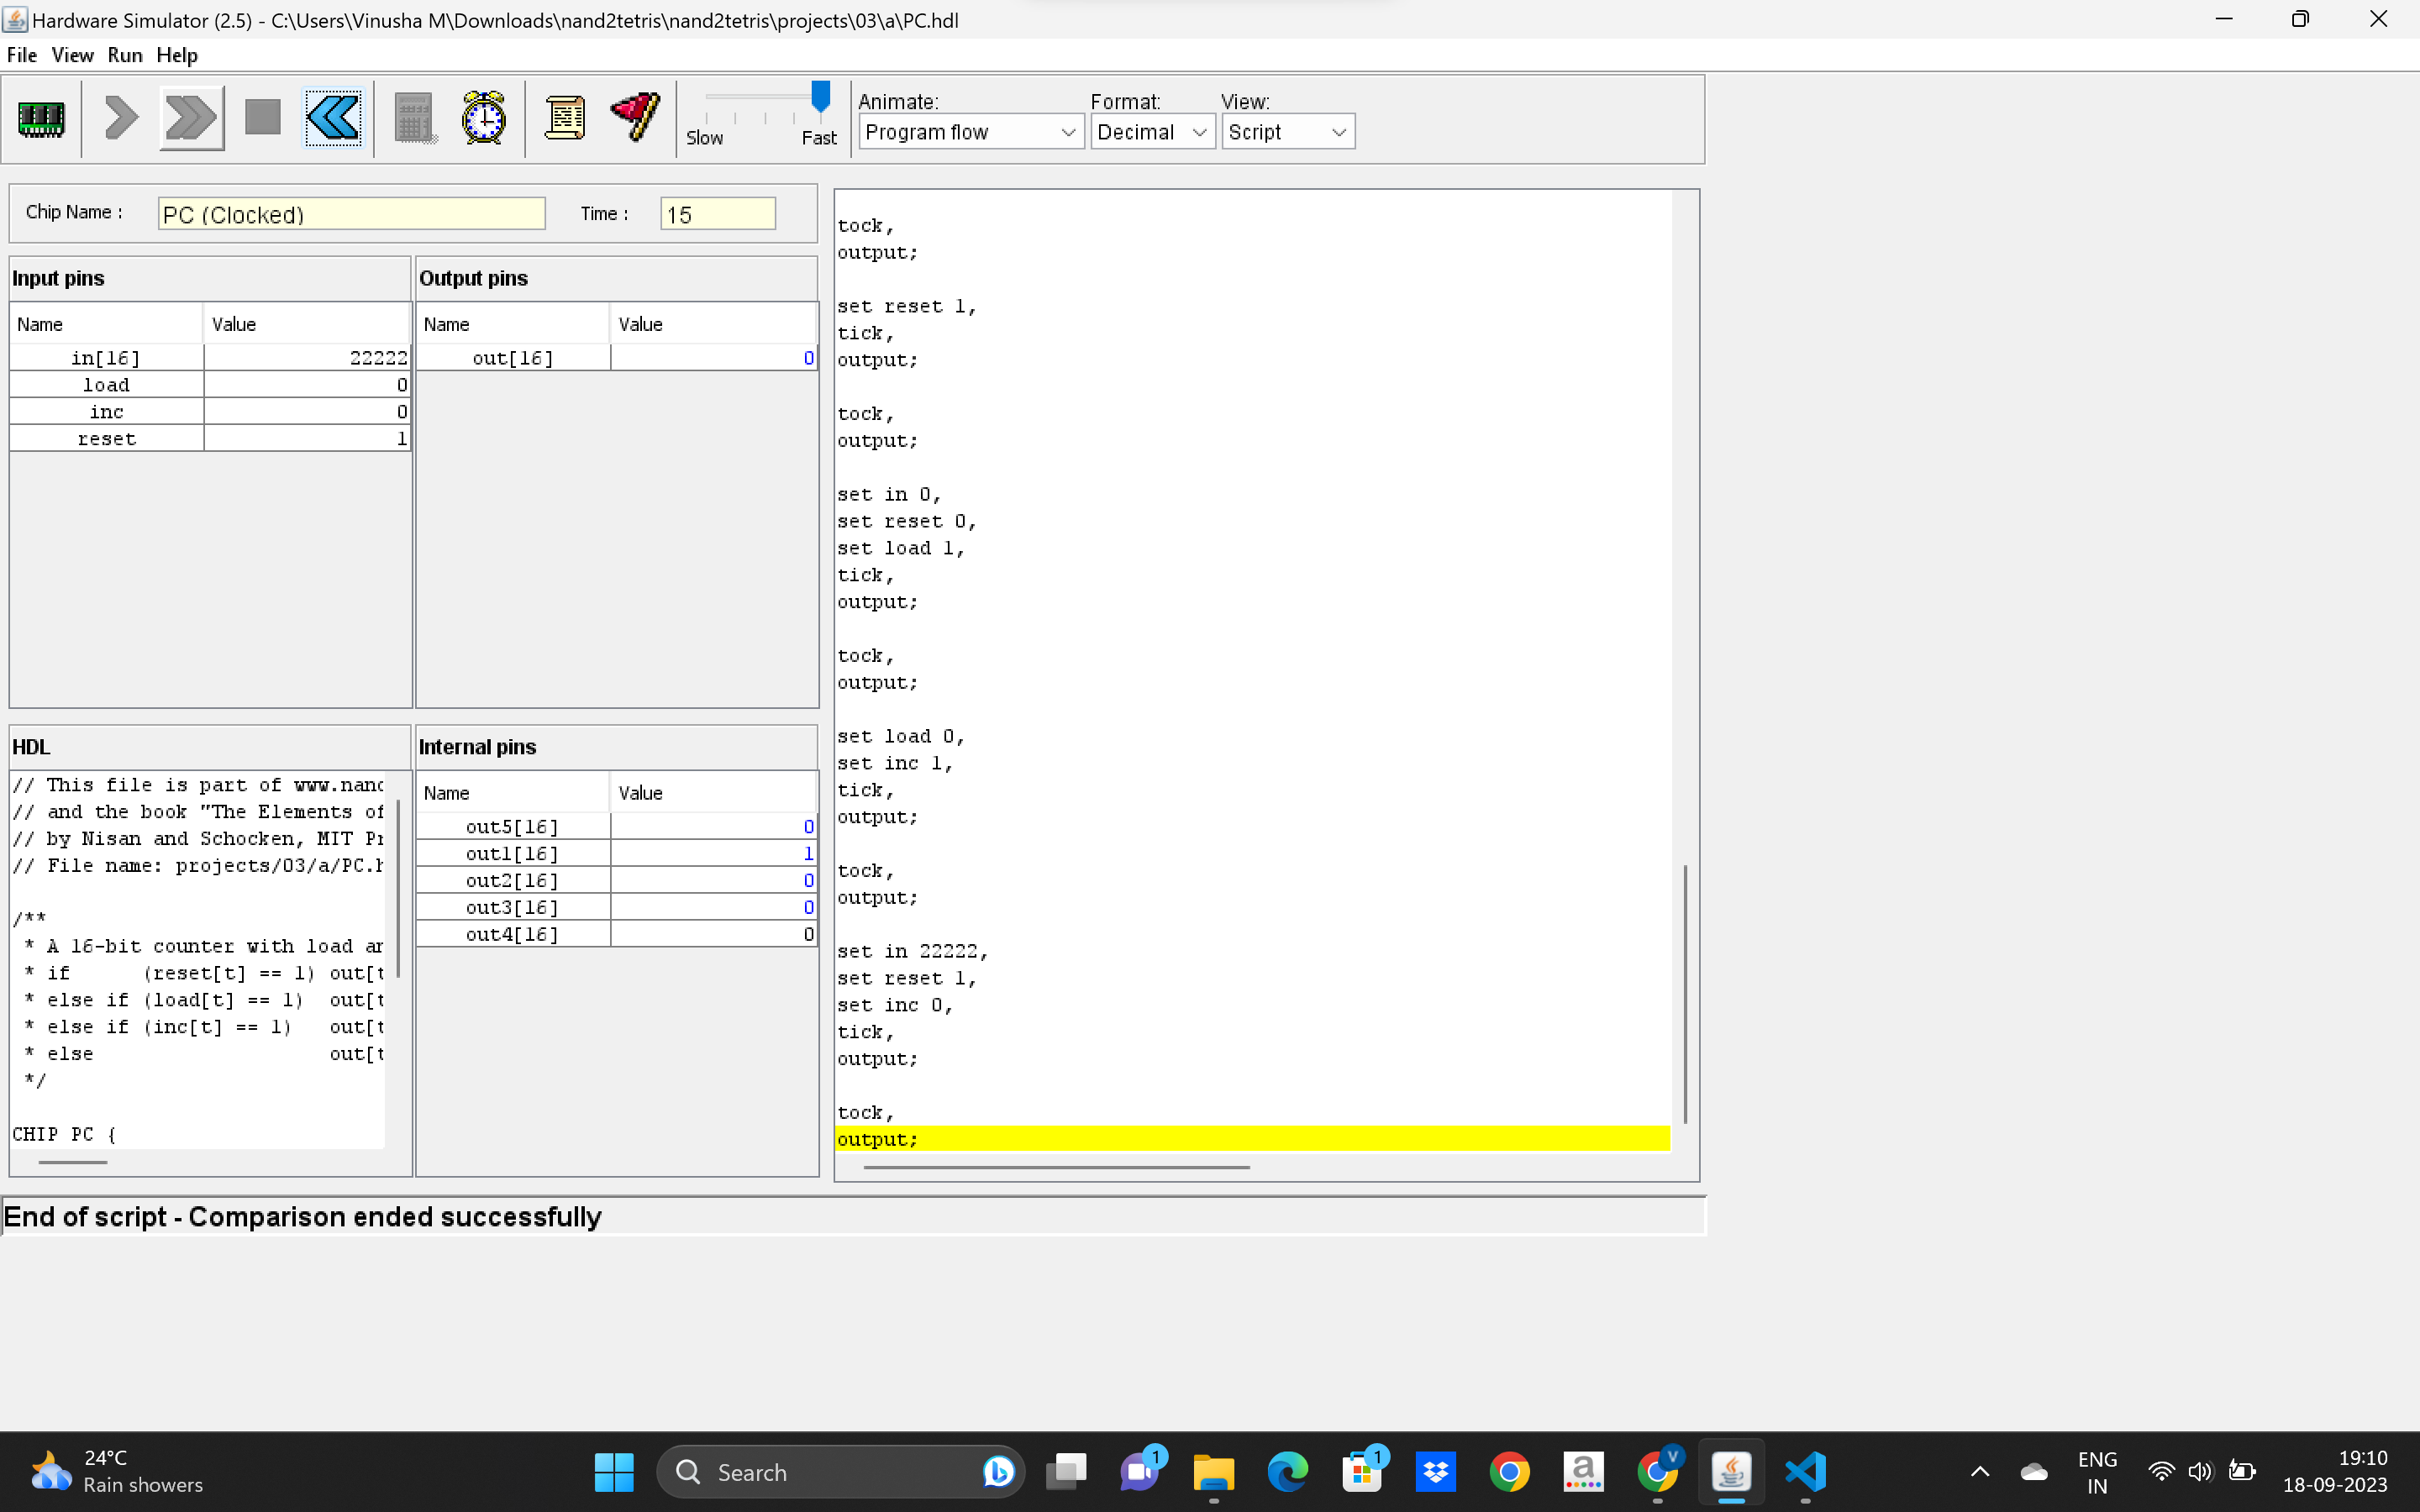 Hardware Simulator (2.5) - C:\Users\Vinusha M\Downloads\nand2tetris\nand2tetris\projects\03\a\PC.hdl
File View Run Help
Slow Fast
Animate: Format: View:
Program flow Decimal Script
Chip Name : PC (Clocked) Time : 15
Input pins
Name Value
in[16] 22222
load 0
inc 0
reset 1
Output pins
Name Value
out[16] 0
HDL
// This file is part of www.nand
// and the book "The Elements of
// by Nisan and Schocken, MIT Pr
// File name: projects/03/a/PC.h
/**
* A 16-bit counter with load an
* if (reset[t] == 1) out[t
* else if (load[t] == 1) out[t
* else if (inc[t] == 1) out[t
* else out[t
*/
CHIP PC {
Internal pins
Name Value
out5[16] 0
out1[16] 1
out2[16] 0
out3[16] 0
out4[16] 0
tock,
output;
set reset 1,
tick,
output;
tock,
output;
set in 0,
set reset 0,
set load 1,
tick,
output;
tock,
output;
set load 0,
set inc 1,
tick,
output;
tock,
output;
set in 22222,
set reset 1,
set inc 0,
tick,
output;
tock,
output;
End of script - Comparison ended successfully
24°C
Rain showers
Search
1
1
a
V
ENG
IN
19:10
18-09-2023